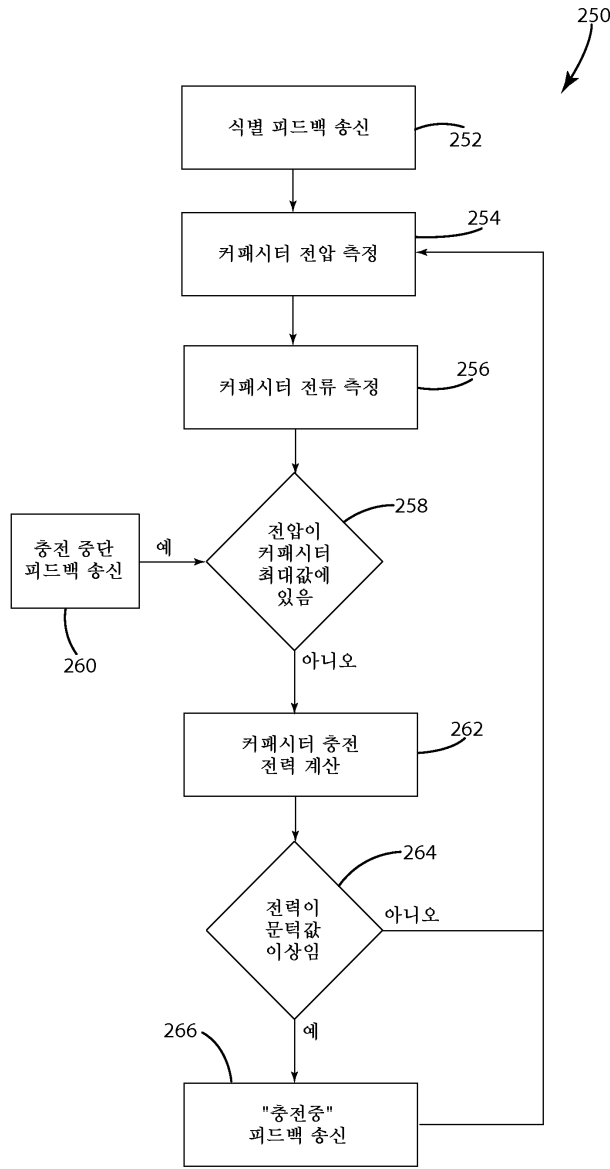 250
식별 피드백 송신
252
254
커패시터 전압 측정
커패시터 전류 측정
256
258
전압이
커패시터
최대값에
있음
충전 중단
피드백 송신
예
260
아니오
커패시터 충전
전력 계산
262
264
전력이
문턱값
이상임
아니오
예
266
"충전중"
피드백 송신